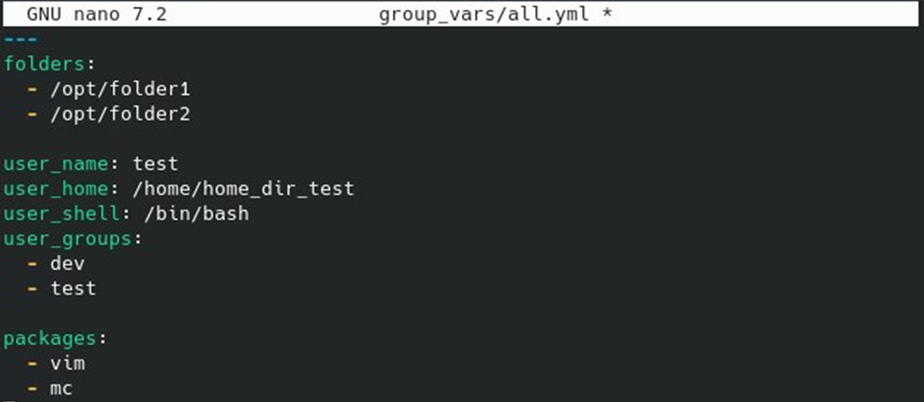 GNU nano 7.2 group_vars/all.yml *
---
folders:
  - /opt/folder1
  - /opt/folder2

user_name: test
user_home: /home/home_dir_test
user_shell: /bin/bash
user_groups:
  - dev
  - test

packages:
  - vim
  - mc